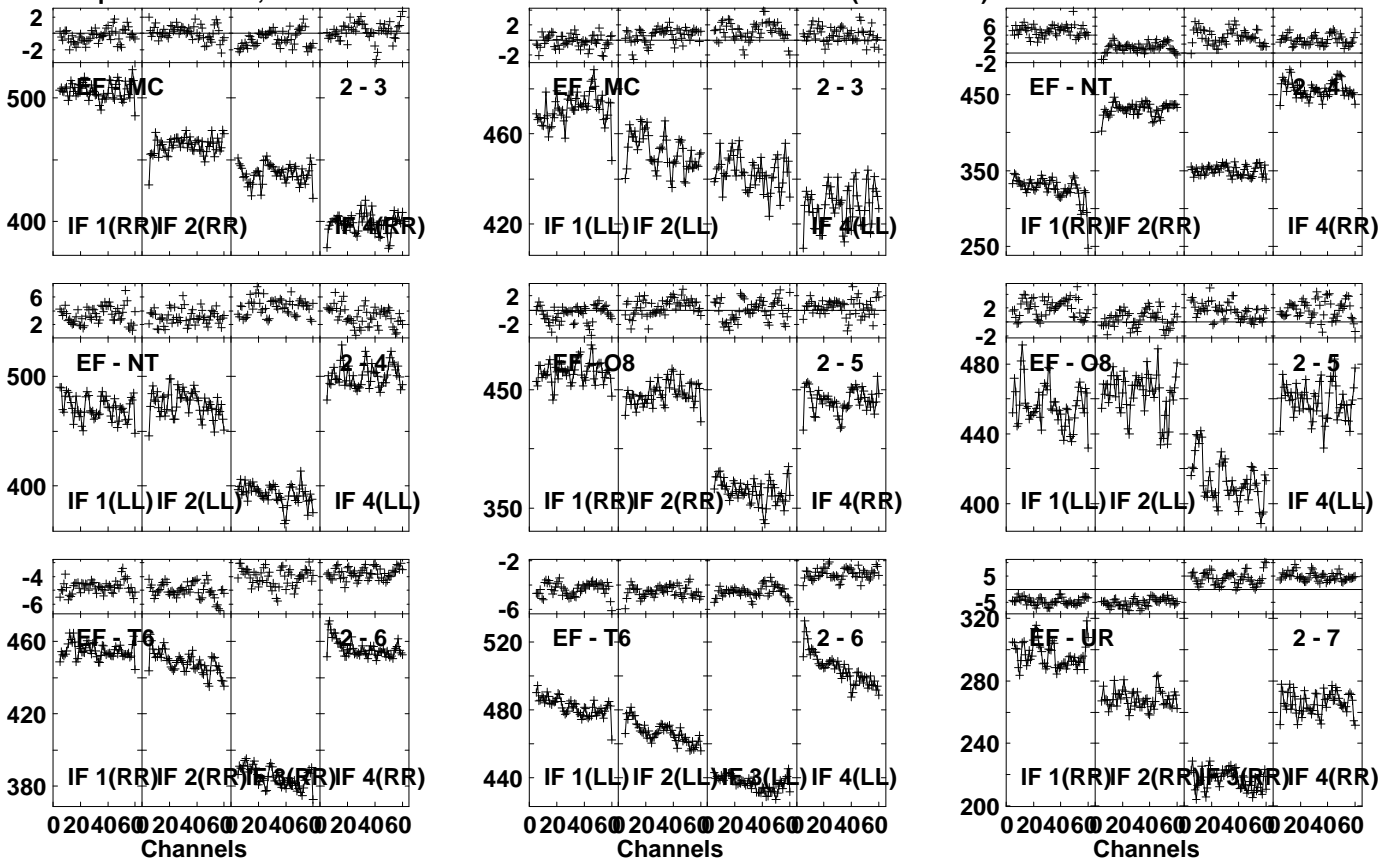 2 2 6
-2 -2 2
-2
EF - MC 2 - 3 EF - MC 2 - 3 EF - NT 2 - 4
500 460 450
350
400 IF 1(RR) IF 2(RR) IF 4(RR) 420 IF 1(LL) IF 2(LL) IF 4(LL) 250 IF 1(RR) IF 2(RR) IF 4(RR)
6 2 2
2 -2 -2
EF - NT 2 - 4 EF - O8 2 - 5 EF - O8 2 - 5
500 450 480
440
400 IF 1(LL) IF 2(LL) IF 4(LL) 350 IF 1(RR) IF 2(RR) IF 4(RR) 400 IF 1(LL) IF 2(LL) IF 4(LL)
-4 -2 5
-6 -6 -5
EF - T6 2 - 6 EF - T6 2 - 6 EF - UR 2 - 7
460 520 320
280
420 480 240
380 IF 1(RR) IF 2(RR) IF 3(RR) IF 4(RR) 440 IF 1(LL) IF 2(LL) IF 3(LL) IF 4(LL) 200 IF 1(RR) IF 2(RR) IF 3(RR) IF 4(RR)
0 20 40 60 0 20 40 60 0 20 40 60 0 20 40 60 0 20 40 60 0 20 40 60 0 20 40 60 0 20 40 60 0 20 40 60 0 20 40 60 0 20 40 60 0 20 40 60
Channels Channels Channels